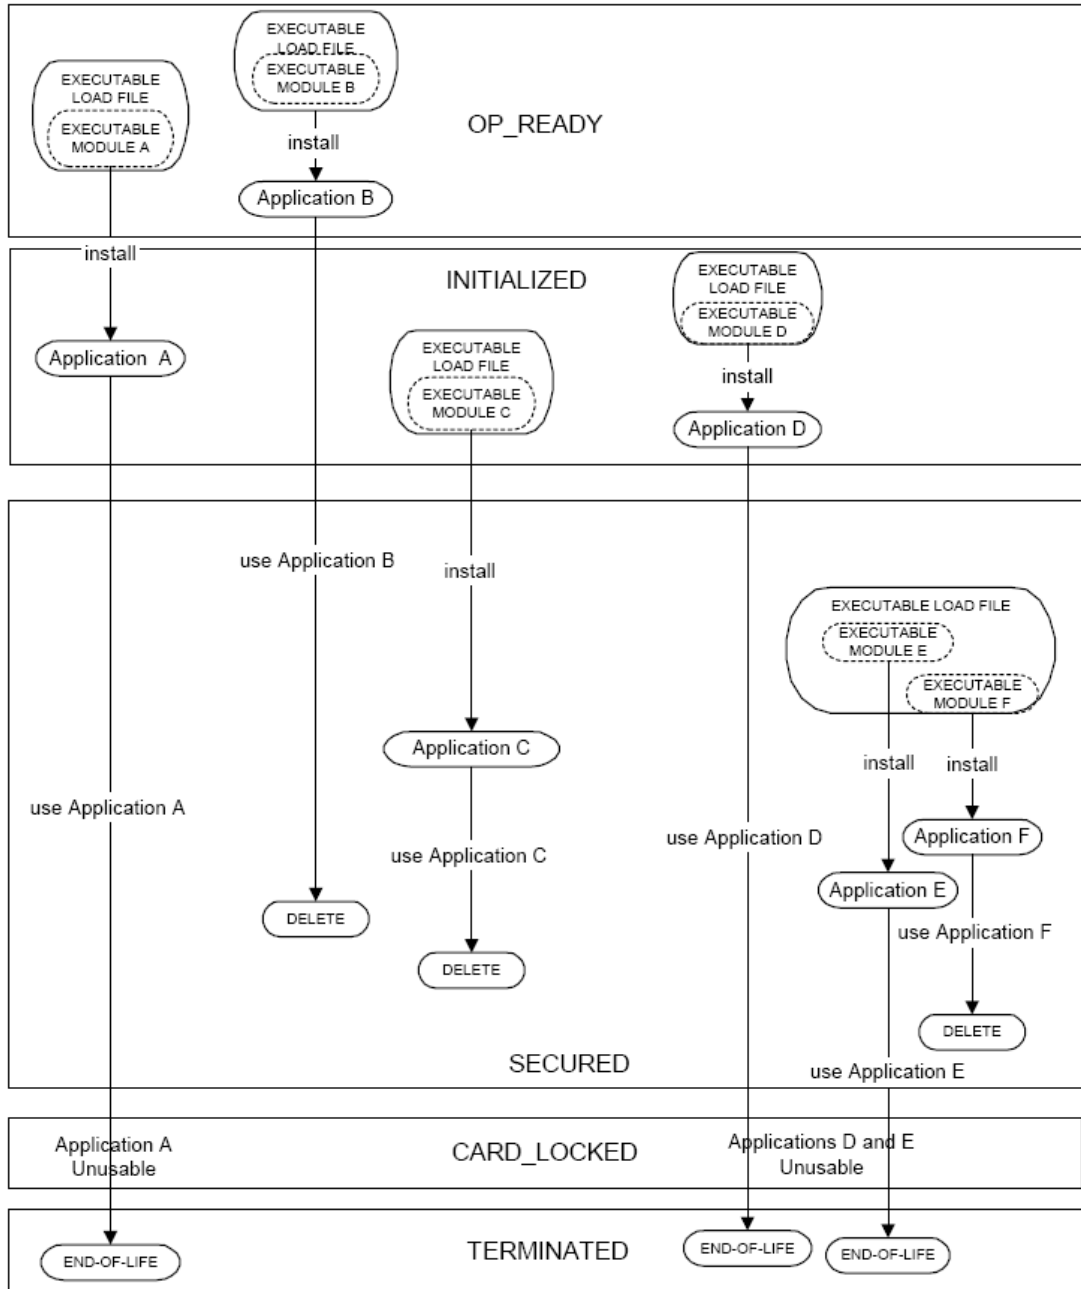 EXECUTABLE
LOAD FILE
EXECUTABLE
MODULE B
EXECUTABLE
LOAD FILE
EXECUTABLE
MODULE A
OP_READY
install
Application B
install
INITIALIZED
EXECUTABLE
LOAD FILE
EXECUTABLE
MODULE D
Application A
EXECUTABLE
LOAD FILE
EXECUTABLE
MODULE C
install
Application D
use Application B
install
EXECUTABLE LOAD FILE
EXECUTABLE
MODULE E
EXECUTABLE
MODULE F
Application C
install
install
use Application A
use Application D
Application F
use Application C
Application E
DELETE
use Application F
DELETE
DELETE
SECURED
use Application E
Application A
Unusable
CARD_LOCKED
Applications D and E
Unusable
TERMINATED
END-OF-LIFE
END-OF-LIFE
END-OF-LIFE